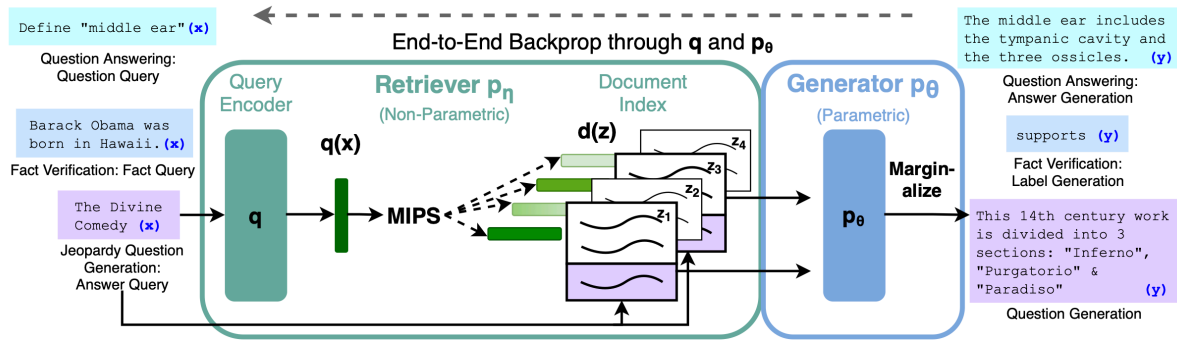 Define "middle ear" (x)
Question Answering:
Question Query
Barack Obama was
born in Hawaii. (x)
Fact Verification: Fact Query
The Divine
Comedy (x)
Jeopardy Question
Generation:
Answer Query
End-to-End Backprop through q and pθ
Query
Encoder
q
Retriever pη
(Non-Parametric)
q(x)
MIPS
Document
Index
d(z)
z4
z3
z2
z1
Generator pθ
(Parametric)
pθ
Margin-
alize
The middle ear includes
the tympanic cavity and
the three ossicles. (y)
Question Answering:
Answer Generation
supports (y)
Fact Verification:
Label Generation
This 14th century work
is divided into 3
sections: "Inferno",
"Purgatorio" &
"Paradiso" (y)
Question Generation